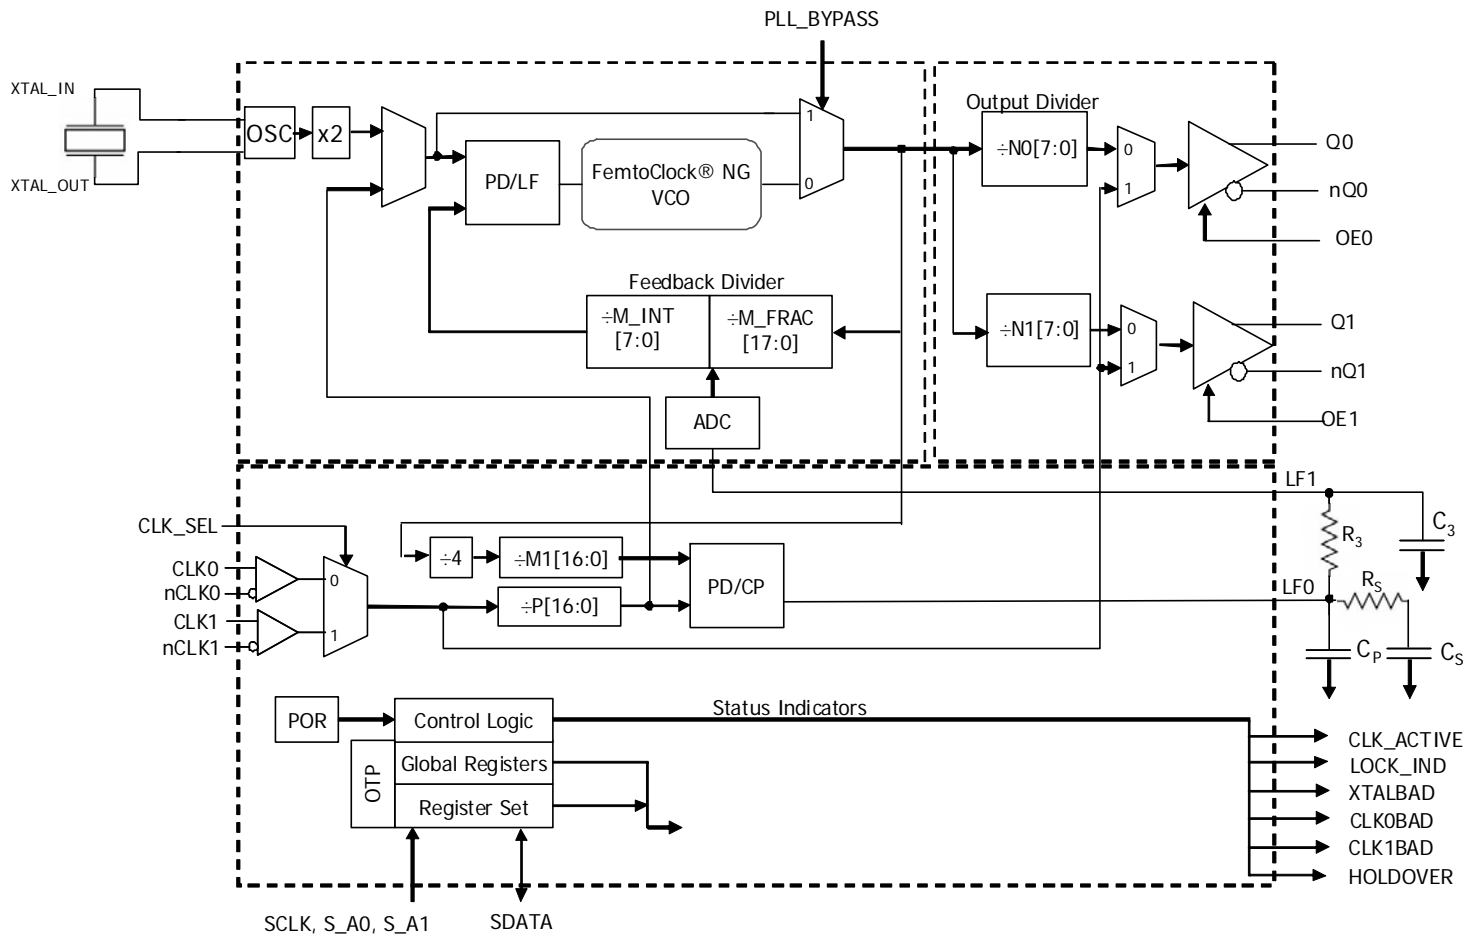 PLL_BYPASS
XTAL_IN
XTAL_OUT
OSC
x2
PD/LF
FemtoClock® NG
VCO
1
0
Output Divider
÷N0[7:0]
0
1
Q0
nQ0
OE0
Feedback Divider
÷M_INT
[7:0]
÷M_FRAC
[17:0]
÷N1[7:0]
0
1
Q1
nQ1
OE1
ADC
LF1
CLK_SEL
CLK0
nCLK0
CLK1
nCLK1
0
1
÷4
÷M1[16:0]
÷P[16:0]
PD/CP
LF0
R3
C3
RS
CP
CS
POR
Control Logic
Global Registers
Register Set
OTP
Status Indicators
CLK_ACTIVE
LOCK_IND
XTALBAD
CLK0BAD
CLK1BAD
HOLDOVER
SCLK, S_A0, S_A1
SDATA